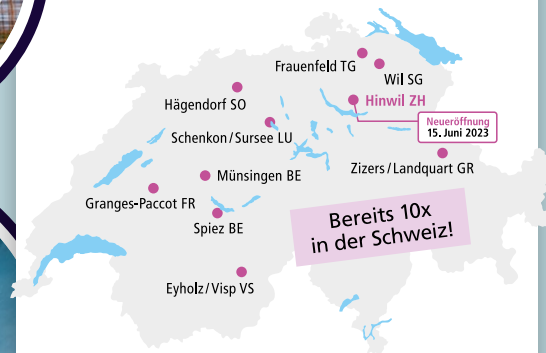 Frauenfeld TG
Wil SG
Hägendorf SO
Hinwil ZH
Neueröffnung
15. Juni 2023
Schenkon/Sursee LU
Zizers/Landquart GR
Münsingen BE
Granges-Paccot FR
Spiez BE
Bereits 10x
in der Schweiz!
Eyholz/Visp VS